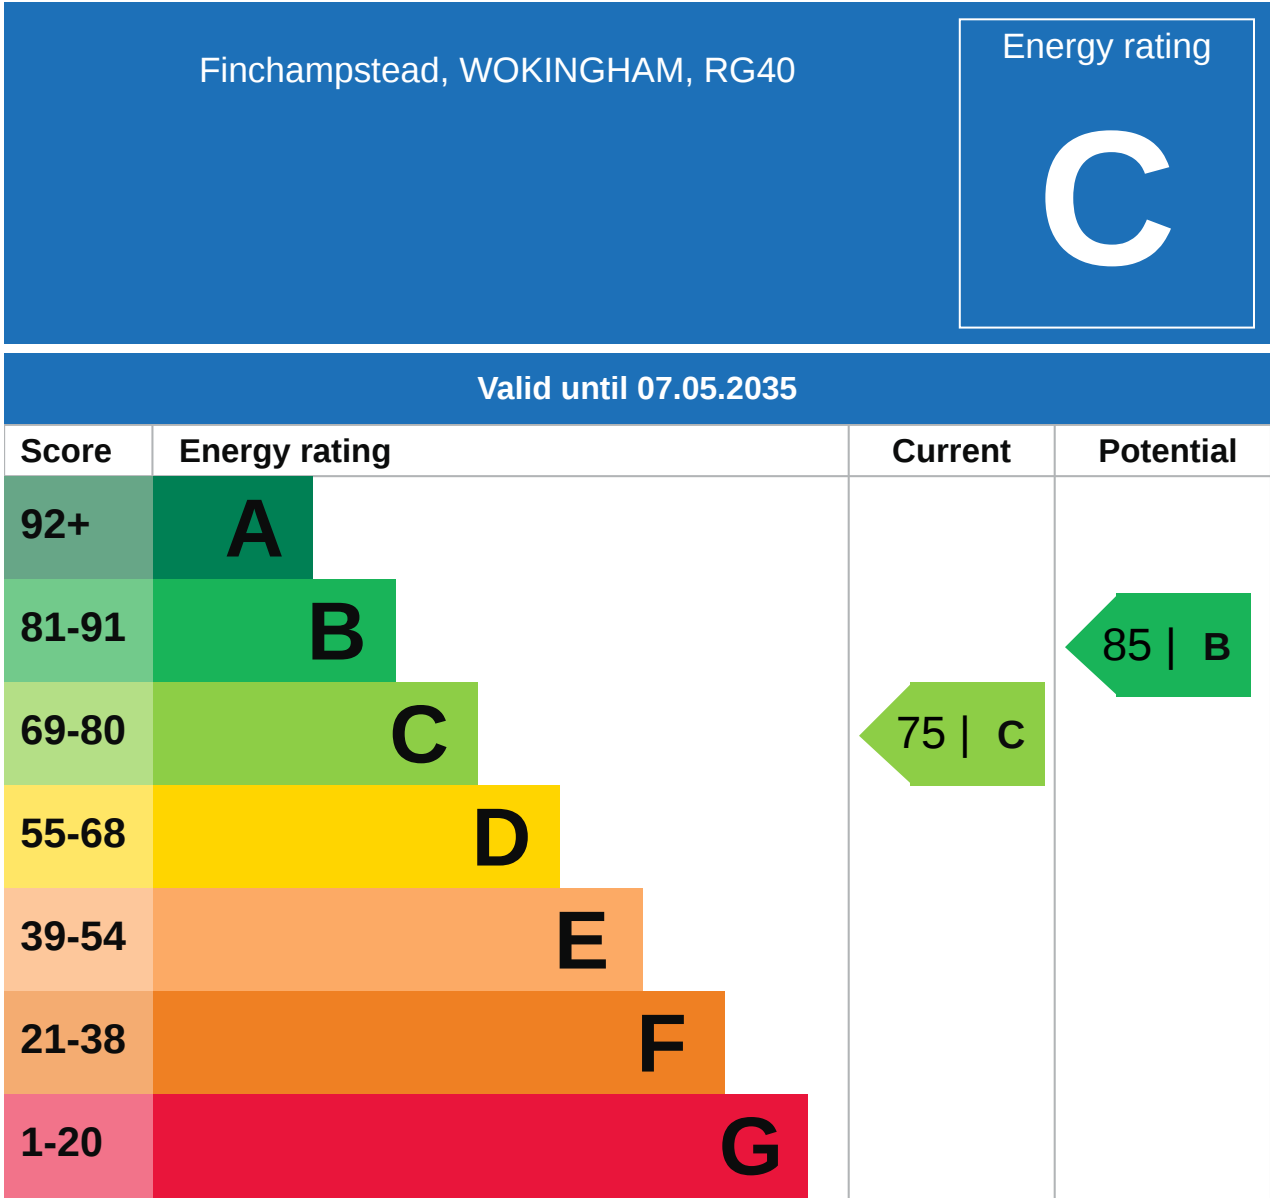 Finchampstead, WOKINGHAM, RG40
Energy rating
C
Valid until 07.05.2035
Score Energy rating Current Potential
92+ A
81-91 B 85 | B
69-80 C 75 | C
55-68 D
39-54 E
21-38 F
1-20 G